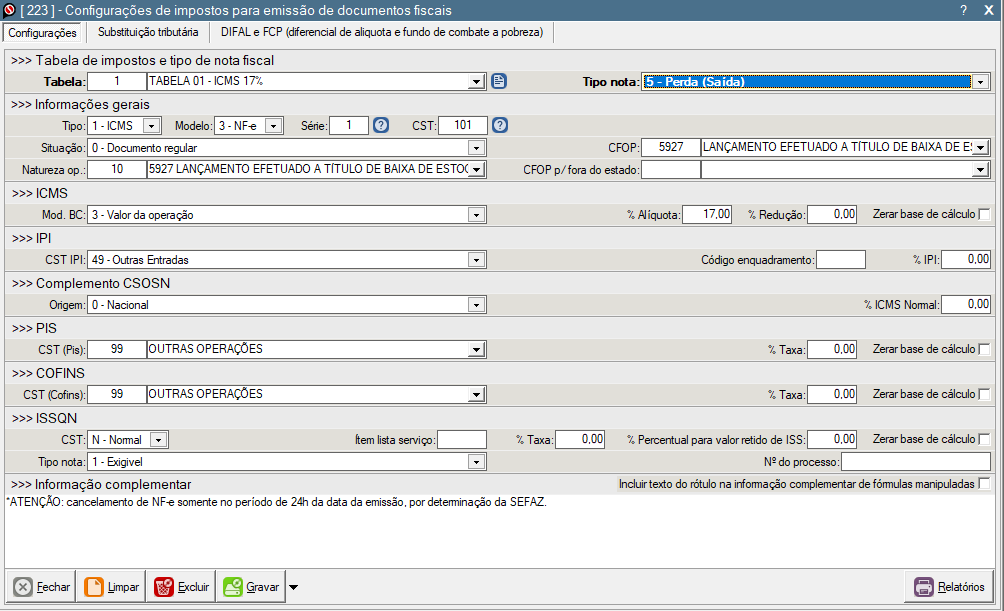 [ 223 ] - Configurações de impostos para emissão de documentos fiscais ? X
Configurações Substituição tributária DIFAL e FCP (diferencial de aliquota e fundo de combate a pobreza)
>>> Tabela de impostos e tipo de nota fiscal
Tabela: 1 TABELA 01 - ICMS 17% Tipo nota: 5 - Perda (Saída)
>>> Informações gerais
Tipo: 1 - ICMS Modelo: 3 - NF-e Série: 1 ? CST: 101 ?
Situação: 0 - Documento regular CFOP: 5927 LANÇAMENTO EFETUADO A TÍTULO DE BAIXA DE E
Natureza op.: 10 5927 LANÇAMENTO EFETUADO A TÍTULO DE BAIXA DE ESTOQ CFOP p/ fora do estado:
>>> ICMS
Mod. BC: 3 - Valor da operação % Alíquota: 17,00 % Redução: 0,00 Zerar base de cálculo
>>> IPI
CST IPI: 49 - Outras Entradas Código enquadramento: % IPI: 0,00
>>> Complemento CSOSN
Origem: 0 - Nacional % ICMS Normal: 0,00
>>> PIS
CST (Pis): 99 OUTRAS OPERAÇÕES % Taxa: 0,00 Zerar base de cálculo
>>> COFINS
CST (Cofins): 99 OUTRAS OPERAÇÕES % Taxa: 0,00 Zerar base de cálculo
>>> ISSQN
CST: N - Normal Ítem lista serviço: % Taxa: 0,00 % Percentual para valor retido de ISS: 0,00 Zerar base de cálculo
Tipo nota: 1 - Exigivel Nº do processo:
>>> Informação complementar Incluir texto do rótulo na informação complementar de fórmulas manipuladas
*ATENÇÃO: cancelamento de NF-e somente no período de 24h da data da emissão, por determinação da SEFAZ.
Fechar Limpar Excluir Gravar Relatórios